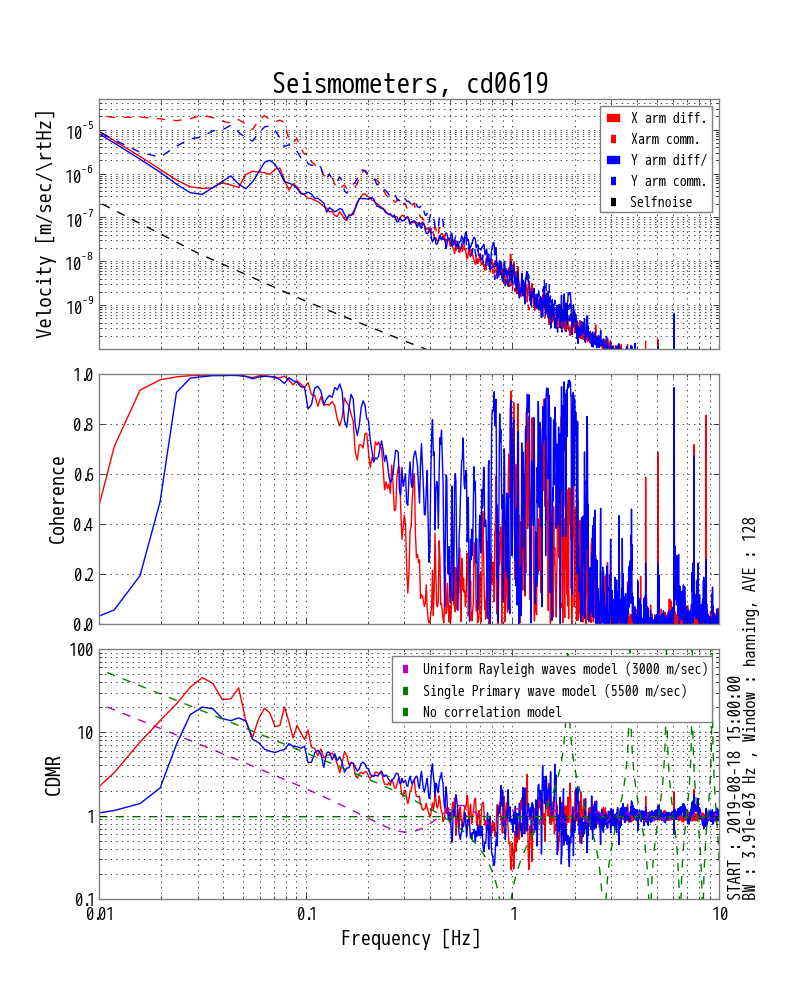 Seismometers, cd0619
Velocity [m/sec/\rtHz]
10^-5
10^-6
10^-7
10^-8
10^-9
X arm diff.
Xarm comm.
Y arm diff/
Y arm comm.
Selfnoise
Coherence
1.0
0.8
0.6
0.4
0.2
0.0
CDMR
100
10
1
0.1
Uniform Rayleigh waves model (3000 m/sec)
Single Primary wave model (5500 m/sec)
No correlation model
0.01
0.1
1
10
Frequency [Hz]
START : 2019-08-18 15:00:00
BW : 3.91e-03 Hz , Window : hanning, AVE : 128